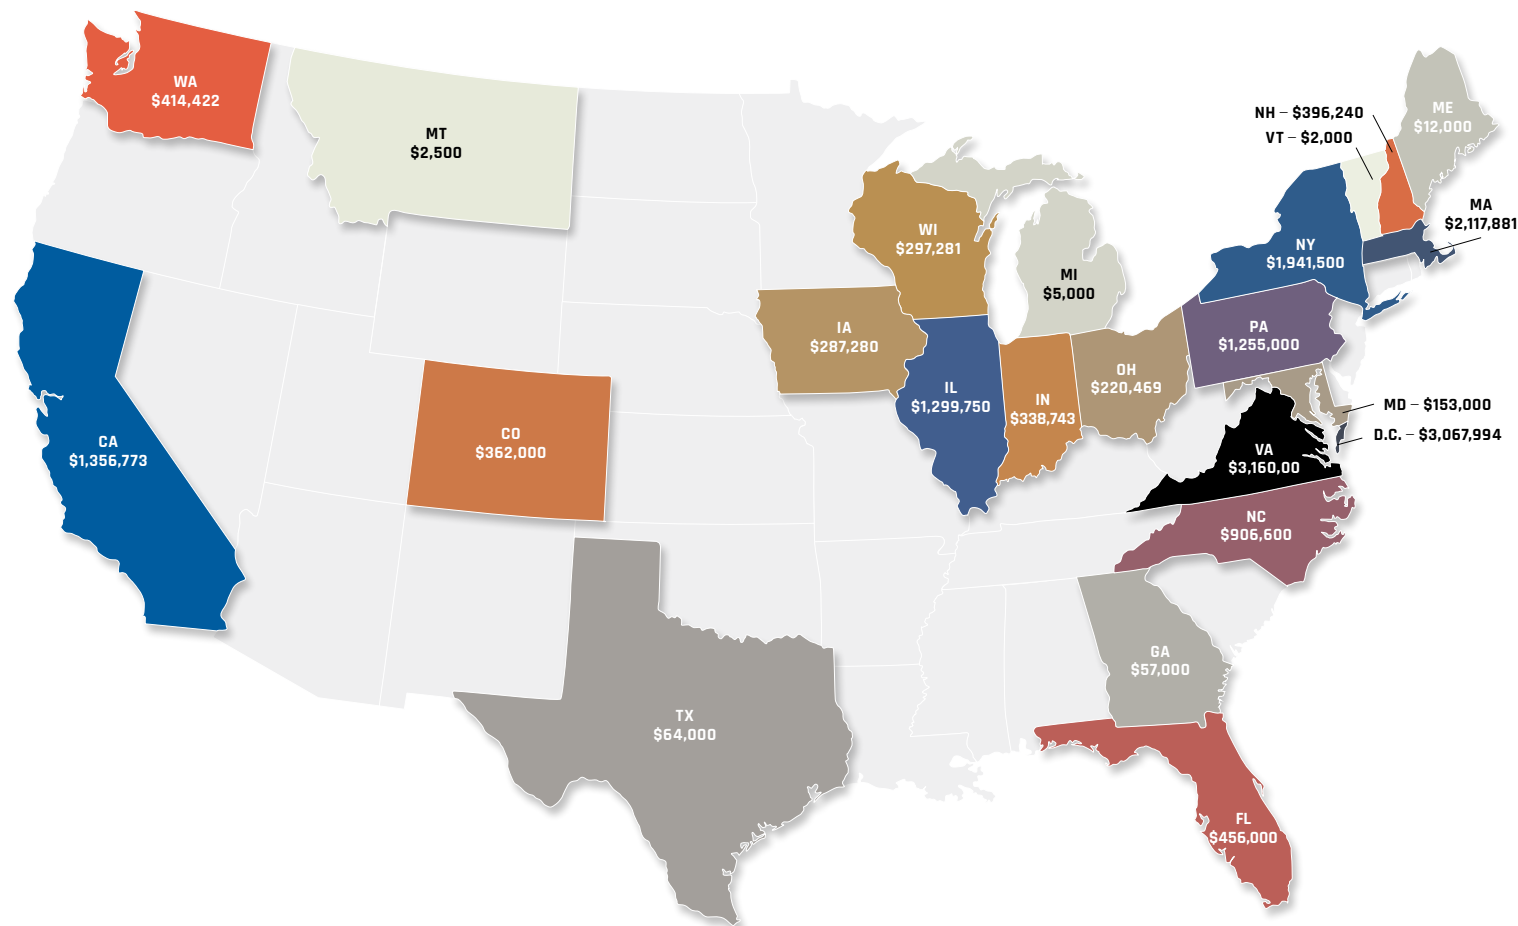 WA
$414,422
MT
$2,500
NH – $396,240
VT – $2,000
ME
$12,000
MA
$2,117,881
WI
$297,281
NY
$1,941,500
MI
$5,000
IA
$287,280
PA
$1,255,000
OH
$220,469
IL
$1,299,750
IN
$338,743
MD – $153,000
D.C. – $3,067,994
CO
$362,000
CA
$1,356,773
VA
$3,160,00
NC
$906,600
GA
$57,000
TX
$64,000
FL
$456,000